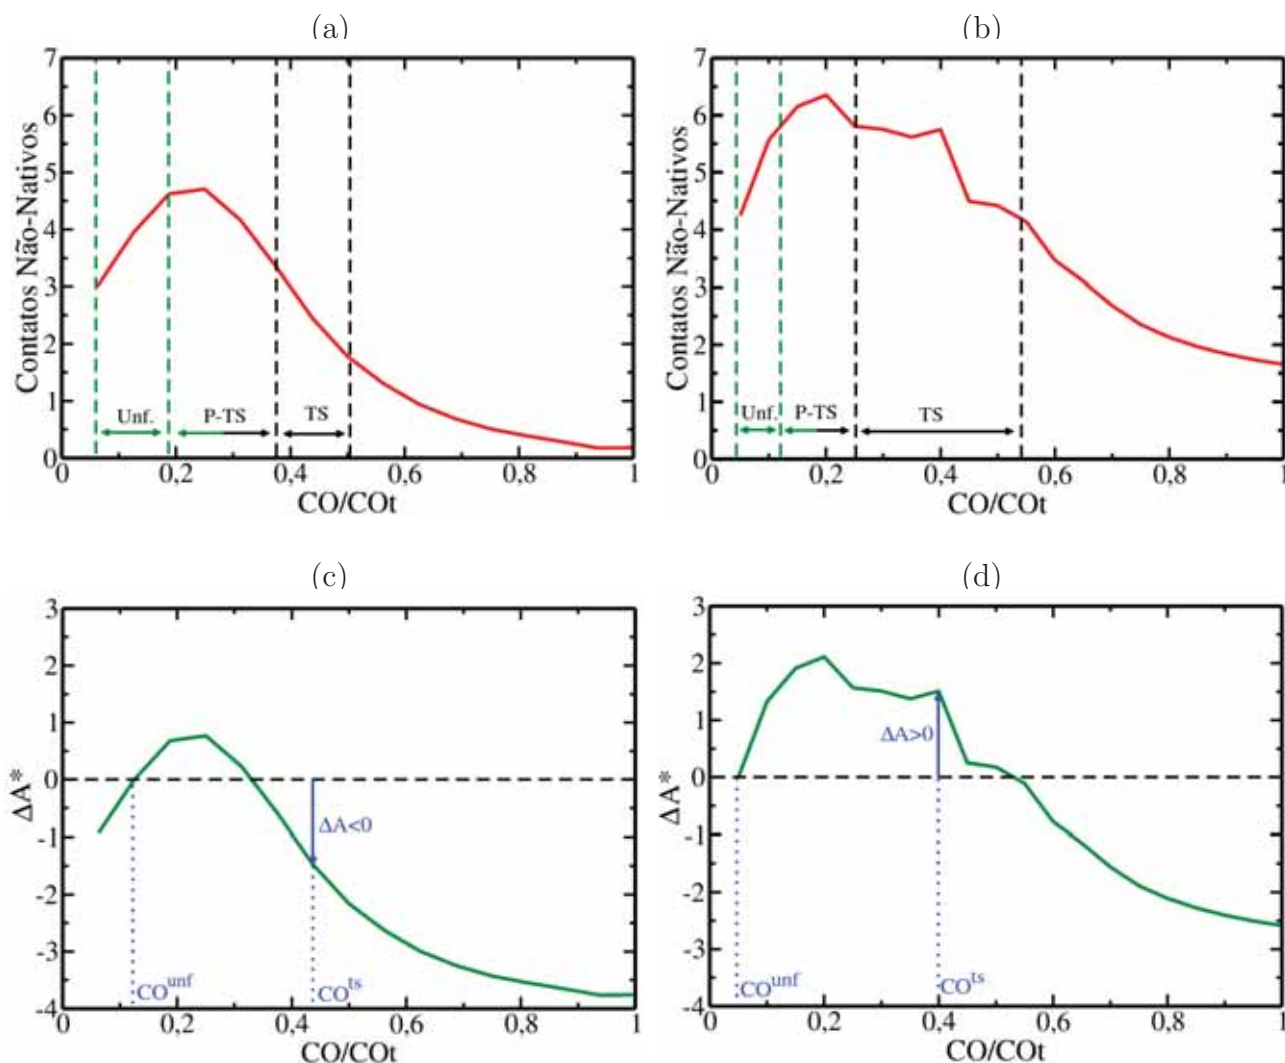 (a)
Contatos Não-Nativos
7
6
5
4
3
2
1
0
Unf.
P-TS
TS
0
0,2
0,4
0,6
0,8
1
CO/COt
(b)
Contatos Não-Nativos
7
6
5
4
3
2
1
0
Unf.
P-TS
TS
0
0,2
0,4
0,6
0,8
1
CO/COt
(c)
ΔA*
3
2
1
0
-1
-2
-3
-4
ΔA<0
CO^unf
CO^ts
0
0,2
0,4
0,6
0,8
1
CO/COt
(d)
ΔA*
3
2
1
0
-1
-2
-3
-4
ΔA>0
CO^unf
CO^ts
0
0,2
0,4
0,6
0,8
1
CO/COt